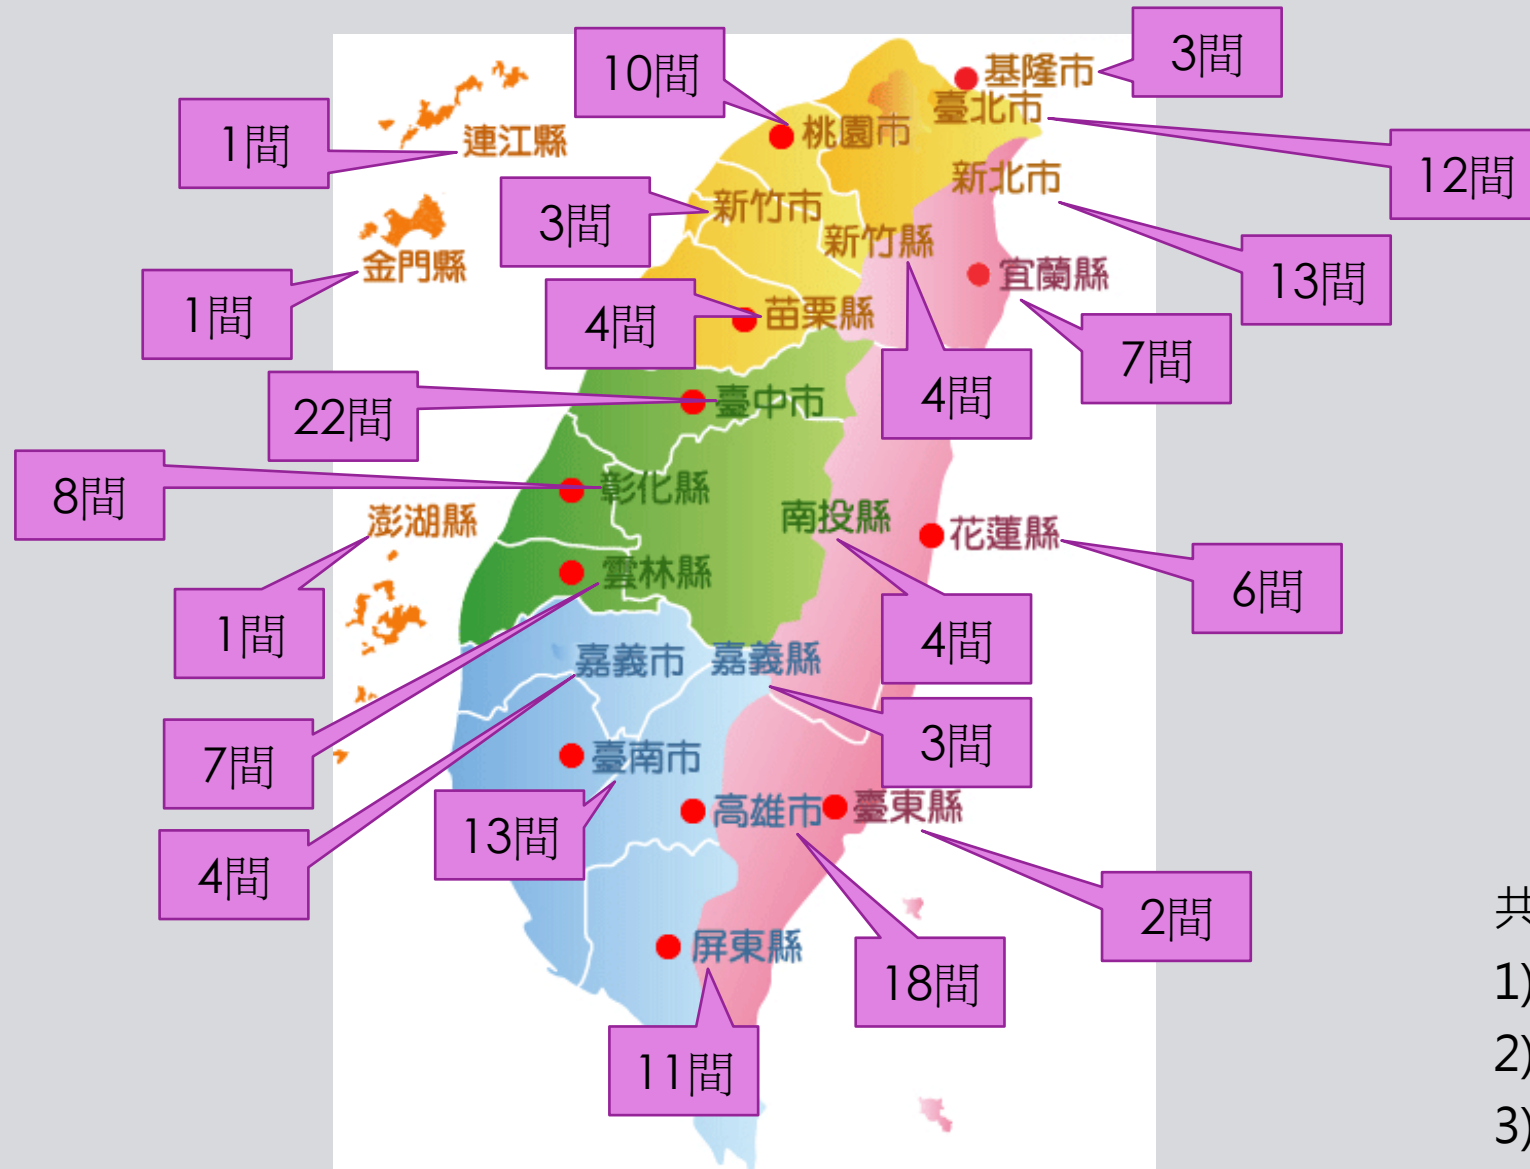 3間
10間
基隆市
臺北市
1間
連江縣
桃園市
12間
新北市
3間
新竹市
新竹縣
金門縣
宜蘭縣
13間
1間
4間
苗栗縣
7間
22間
臺中市
4間
8間
彰化縣
澎湖縣
南投縣
花蓮縣
雲林縣
6間
1間
4間
嘉義市
嘉義縣
7間
臺南市
3間
13間
高雄市
臺東縣
4間
2間
屏東縣
18間
11間
共
1)
2)
3)